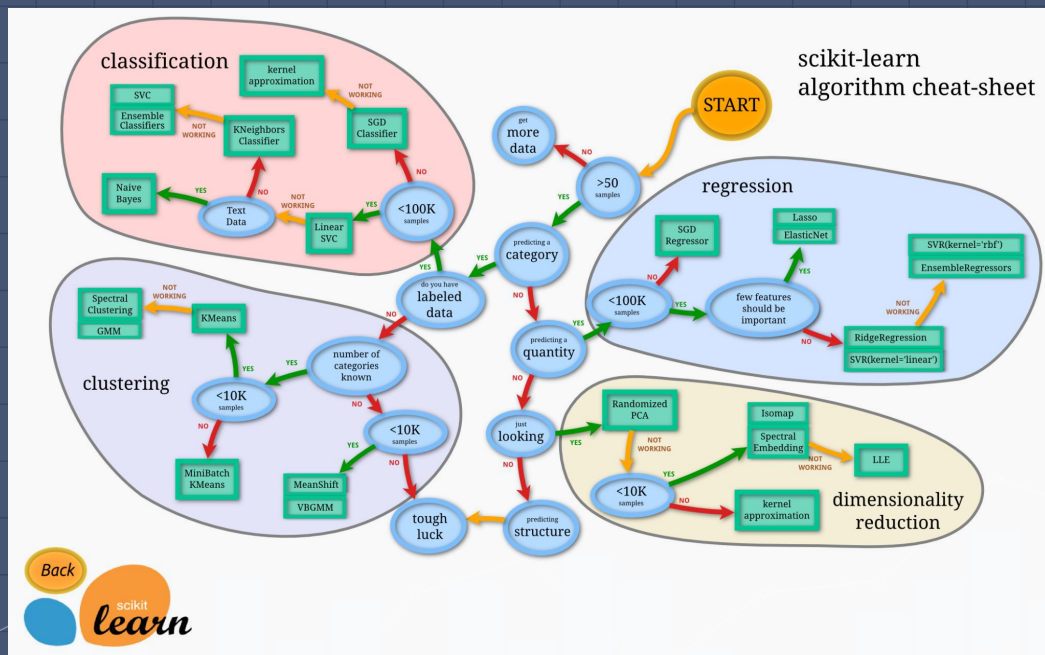 scikit-learn
algorithm cheat-sheet
START
classification
kernel
approximation
NOT
WORKING
SVC
Ensemble
Classifiers
NOT
WORKING
KNeighbors
Classifier
SGD
Classifier
NO
Naive
Bayes
YES
Text
Data
NO
NOT
WORKING
Linear
SVC
YES
<100K
samples
get
more
data
NO
>50
samples
YES
predicting a
category
YES
do you have
labeled
data
YES
NO
NO
predicting a
quantity
YES
NO
just
looking
YES
NO
predicting
structure
tough
luck
regression
SGD
Regressor
NO
<100K
samples
YES
few features
should be
important
YES
Lasso
ElasticNet
NO
RidgeRegression
SVR(kernel='linear')
NOT
WORKING
SVR(kernel='rbf')
EnsembleRegressors
clustering
Spectral
Clustering
GMM
NOT
WORKING
KMeans
YES
<10K
samples
NO
MiniBatch
KMeans
YES
number of
categories
known
NO
<10K
samples
YES
MeanShift
VBGMM
NO
Randomized
PCA
NOT
WORKING
<10K
samples
YES
Isomap
Spectral
Embedding
NOT
WORKING
LLE
NO
kernel
approximation
dimensionality
reduction
Back
scikit
learn